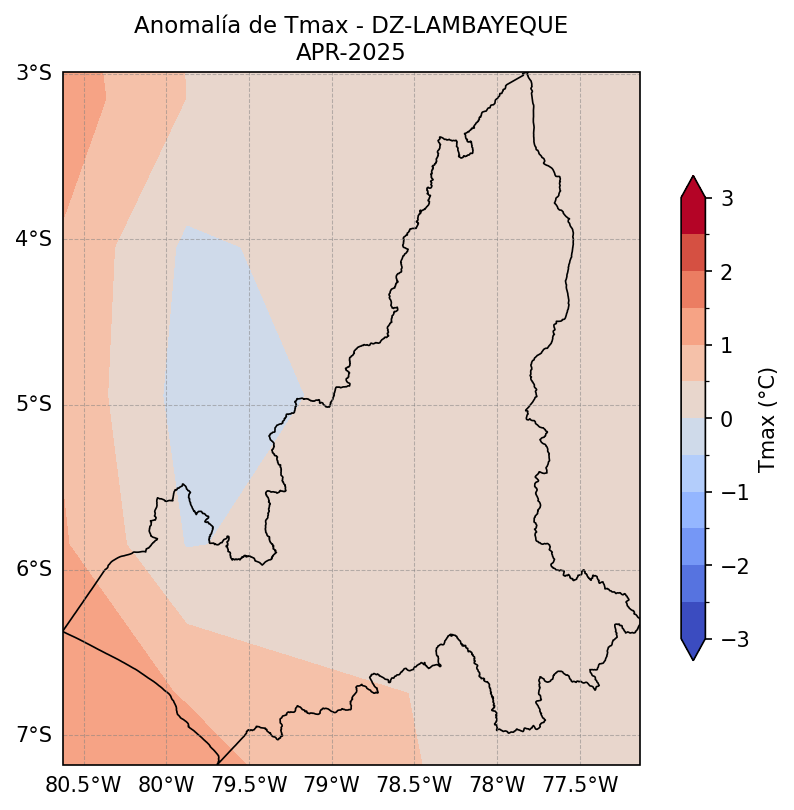 Anomalía de Tmax - DZ-LAMBAYEQUE
APR-2025
3°S
4°S
5°S
6°S
7°S
80.5°W 80°W 79.5°W 79°W 78.5°W 78°W 77.5°W
3
2
1
0
−1
−2
−3
Tmax (°C)